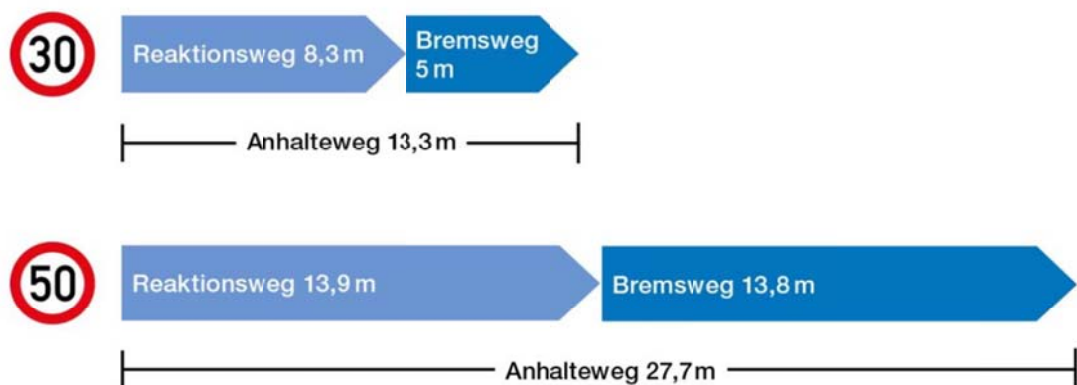 30
Reaktionsweg 8,3 m
Bremsweg
5 m
Anhalteweg 13,3 m
50
Reaktionsweg 13,9 m
Bremsweg 13,8 m
Anhalteweg 27,7 m